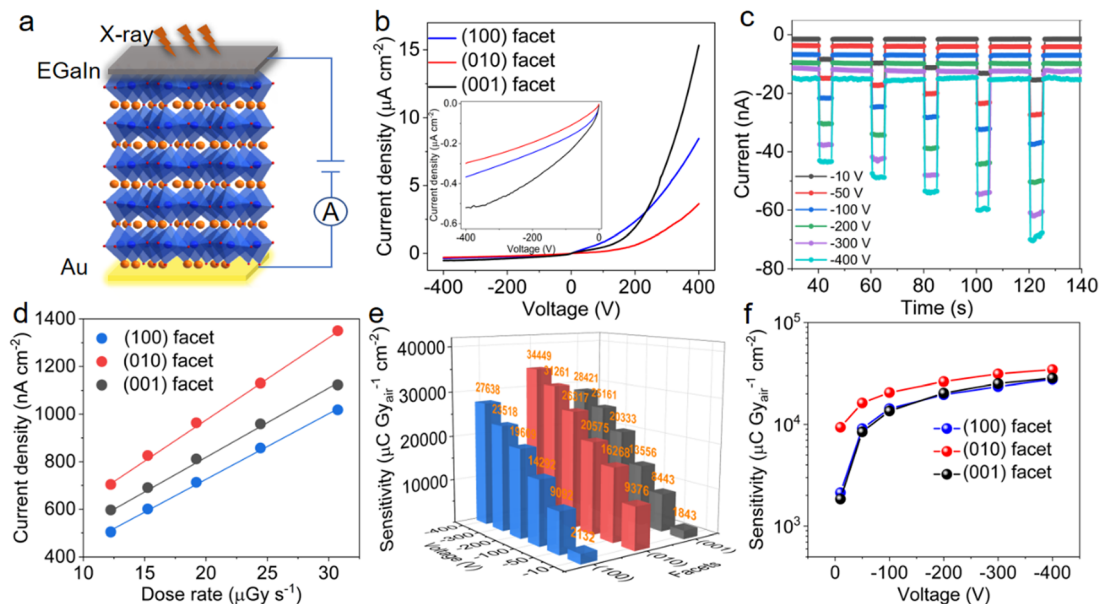 a
X-ray
EGaIn
A
Au
b
(100) facet
(010) facet
(001) facet
Current density (μA cm⁻²)
15
10
5
0
-400
-200
0
200
400
Voltage (V)
Current density (μA cm⁻²)
0.0
-0.2
-0.4
-0.6
-400
-200
0
Voltage (V)
c
Current (nA)
0
-20
-40
-60
-80
-10 V
-50 V
-100 V
-200 V
-300 V
-400 V
40
60
80
100
120
140
Time (s)
d
(100) facet
(010) facet
(001) facet
Current density (nA cm⁻²)
1400
1200
1000
800
600
400
10
15
20
25
30
Dose rate (μGy s⁻¹)
e
Sensitivity (μC Gyair⁻¹ cm⁻²)
40000
30000
20000
10000
27638
23518
14292
2132
34449
20575
16268
9376
28421
20333
13556
8443
1843
-400
-300
-200
-100
-50
-10
Voltage (V)
(100)
(010)
(001)
Facets
f
Sensitivity (μC Gyair⁻¹ cm⁻²)
10⁵
10⁴
10³
(100) facet
(010) facet
(001) facet
0
-100
-200
-300
-400
Voltage (V)